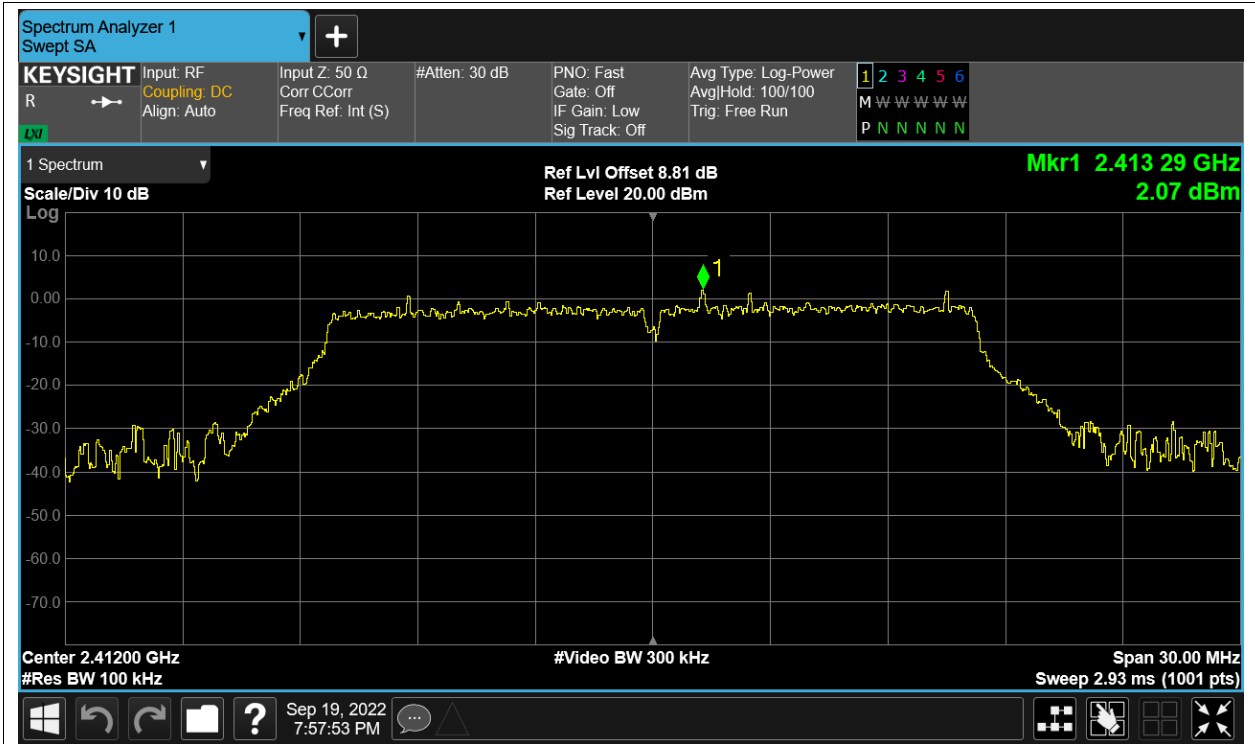 Spectrum Analyzer 1
Swept SA
KEYSIGHT
R
LXI
Input: RF
Coupling: DC
Align: Auto
Input Z: 50 Ω
Corr CCorr
Freq Ref: Int (S)
#Atten: 30 dB
PNO: Fast
Gate: Off
IF Gain: Low
Sig Track: Off
Avg Type: Log-Power
Avg|Hold: 100/100
Trig: Free Run
1 2 3 4 5 6
M W W W W W
P N N N N N
1 Spectrum
Scale/Div 10 dB
Ref Lvl Offset 8.81 dB
Ref Level 20.00 dBm
Mkr1 2.413 29 GHz
2.07 dBm
Log
10.0
0.00
-10.0
-20.0
-30.0
-40.0
-50.0
-60.0
-70.0
1
Center 2.41200 GHz
#Res BW 100 kHz
#Video BW 300 kHz
Span 30.00 MHz
Sweep 2.93 ms (1001 pts)
?
Sep 19, 2022
7:57:53 PM